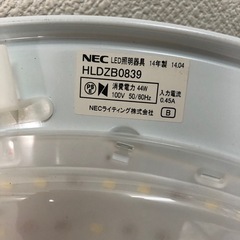 NEC LED照明器具 14年製 14.04
HLDZB0839
消費電力 44W 入力電流
100V 50/60Hz 0.45A
NECライティング株式会社 B